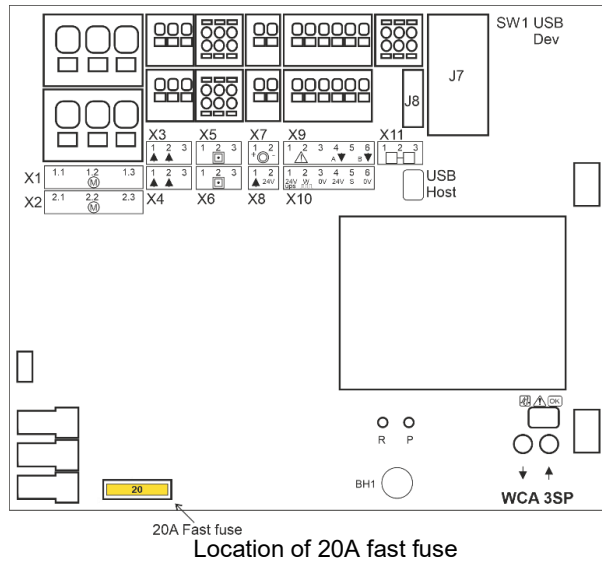 SW1 USB
Dev
J7
J8
X3 X5 X7 X9 X11
1 2 3 1 2 3 1 2 1 2 3 4 5 6 1 2 3
+ - A B
X1 1.1 1.2 1.3
M
1 2 3 1 2 3 1 2 1 2 3 4 5 6
24V 24V W 0V 24V S 0V
USB
Host
X2 2.1 2.2 2.3
M
X4 X6 X8 X10
OK
R P
BH1
WCA 3SP
20
20A Fast fuse
Location of 20A fast fuse